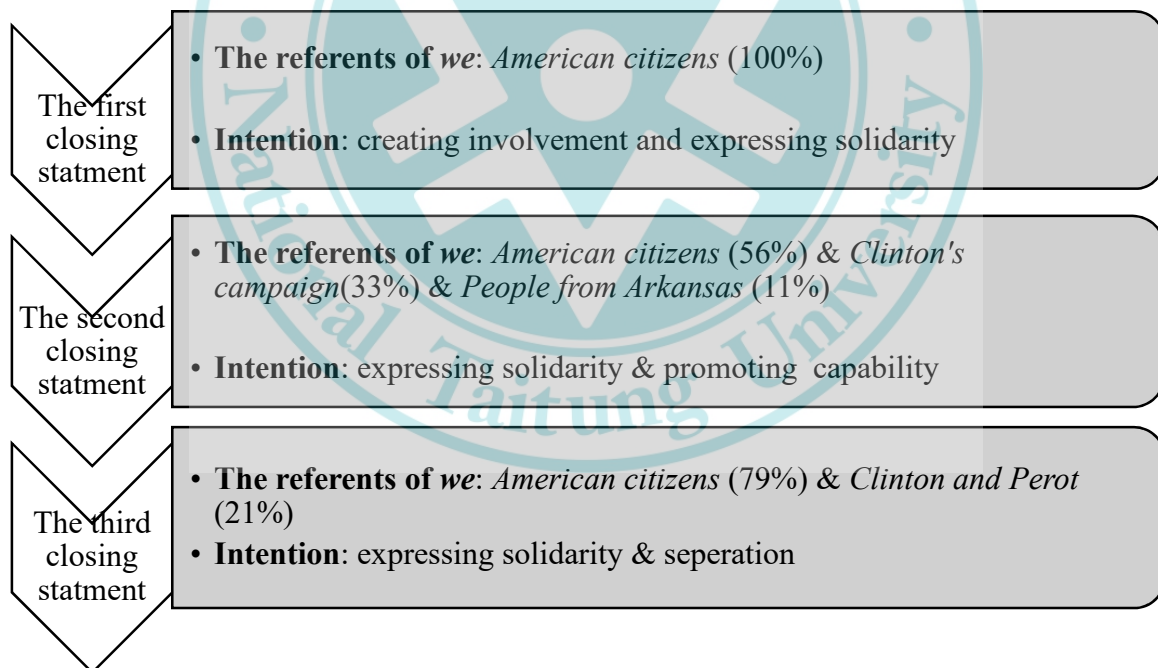 The first
closing
statment
• The referents of we: American citizens (100%)
• Intention: creating involvement and expressing solidarity
The second
closing
statment
• The referents of we: American citizens (56%) & Clinton's
campaign(33%) & People from Arkansas (11%)
• Intention: expressing solidarity & promoting capability
The third
closing
statment
• The referents of we: American citizens (79%) & Clinton and Perot
(21%)
• Intention: expressing solidarity & seperation
National Taitung University